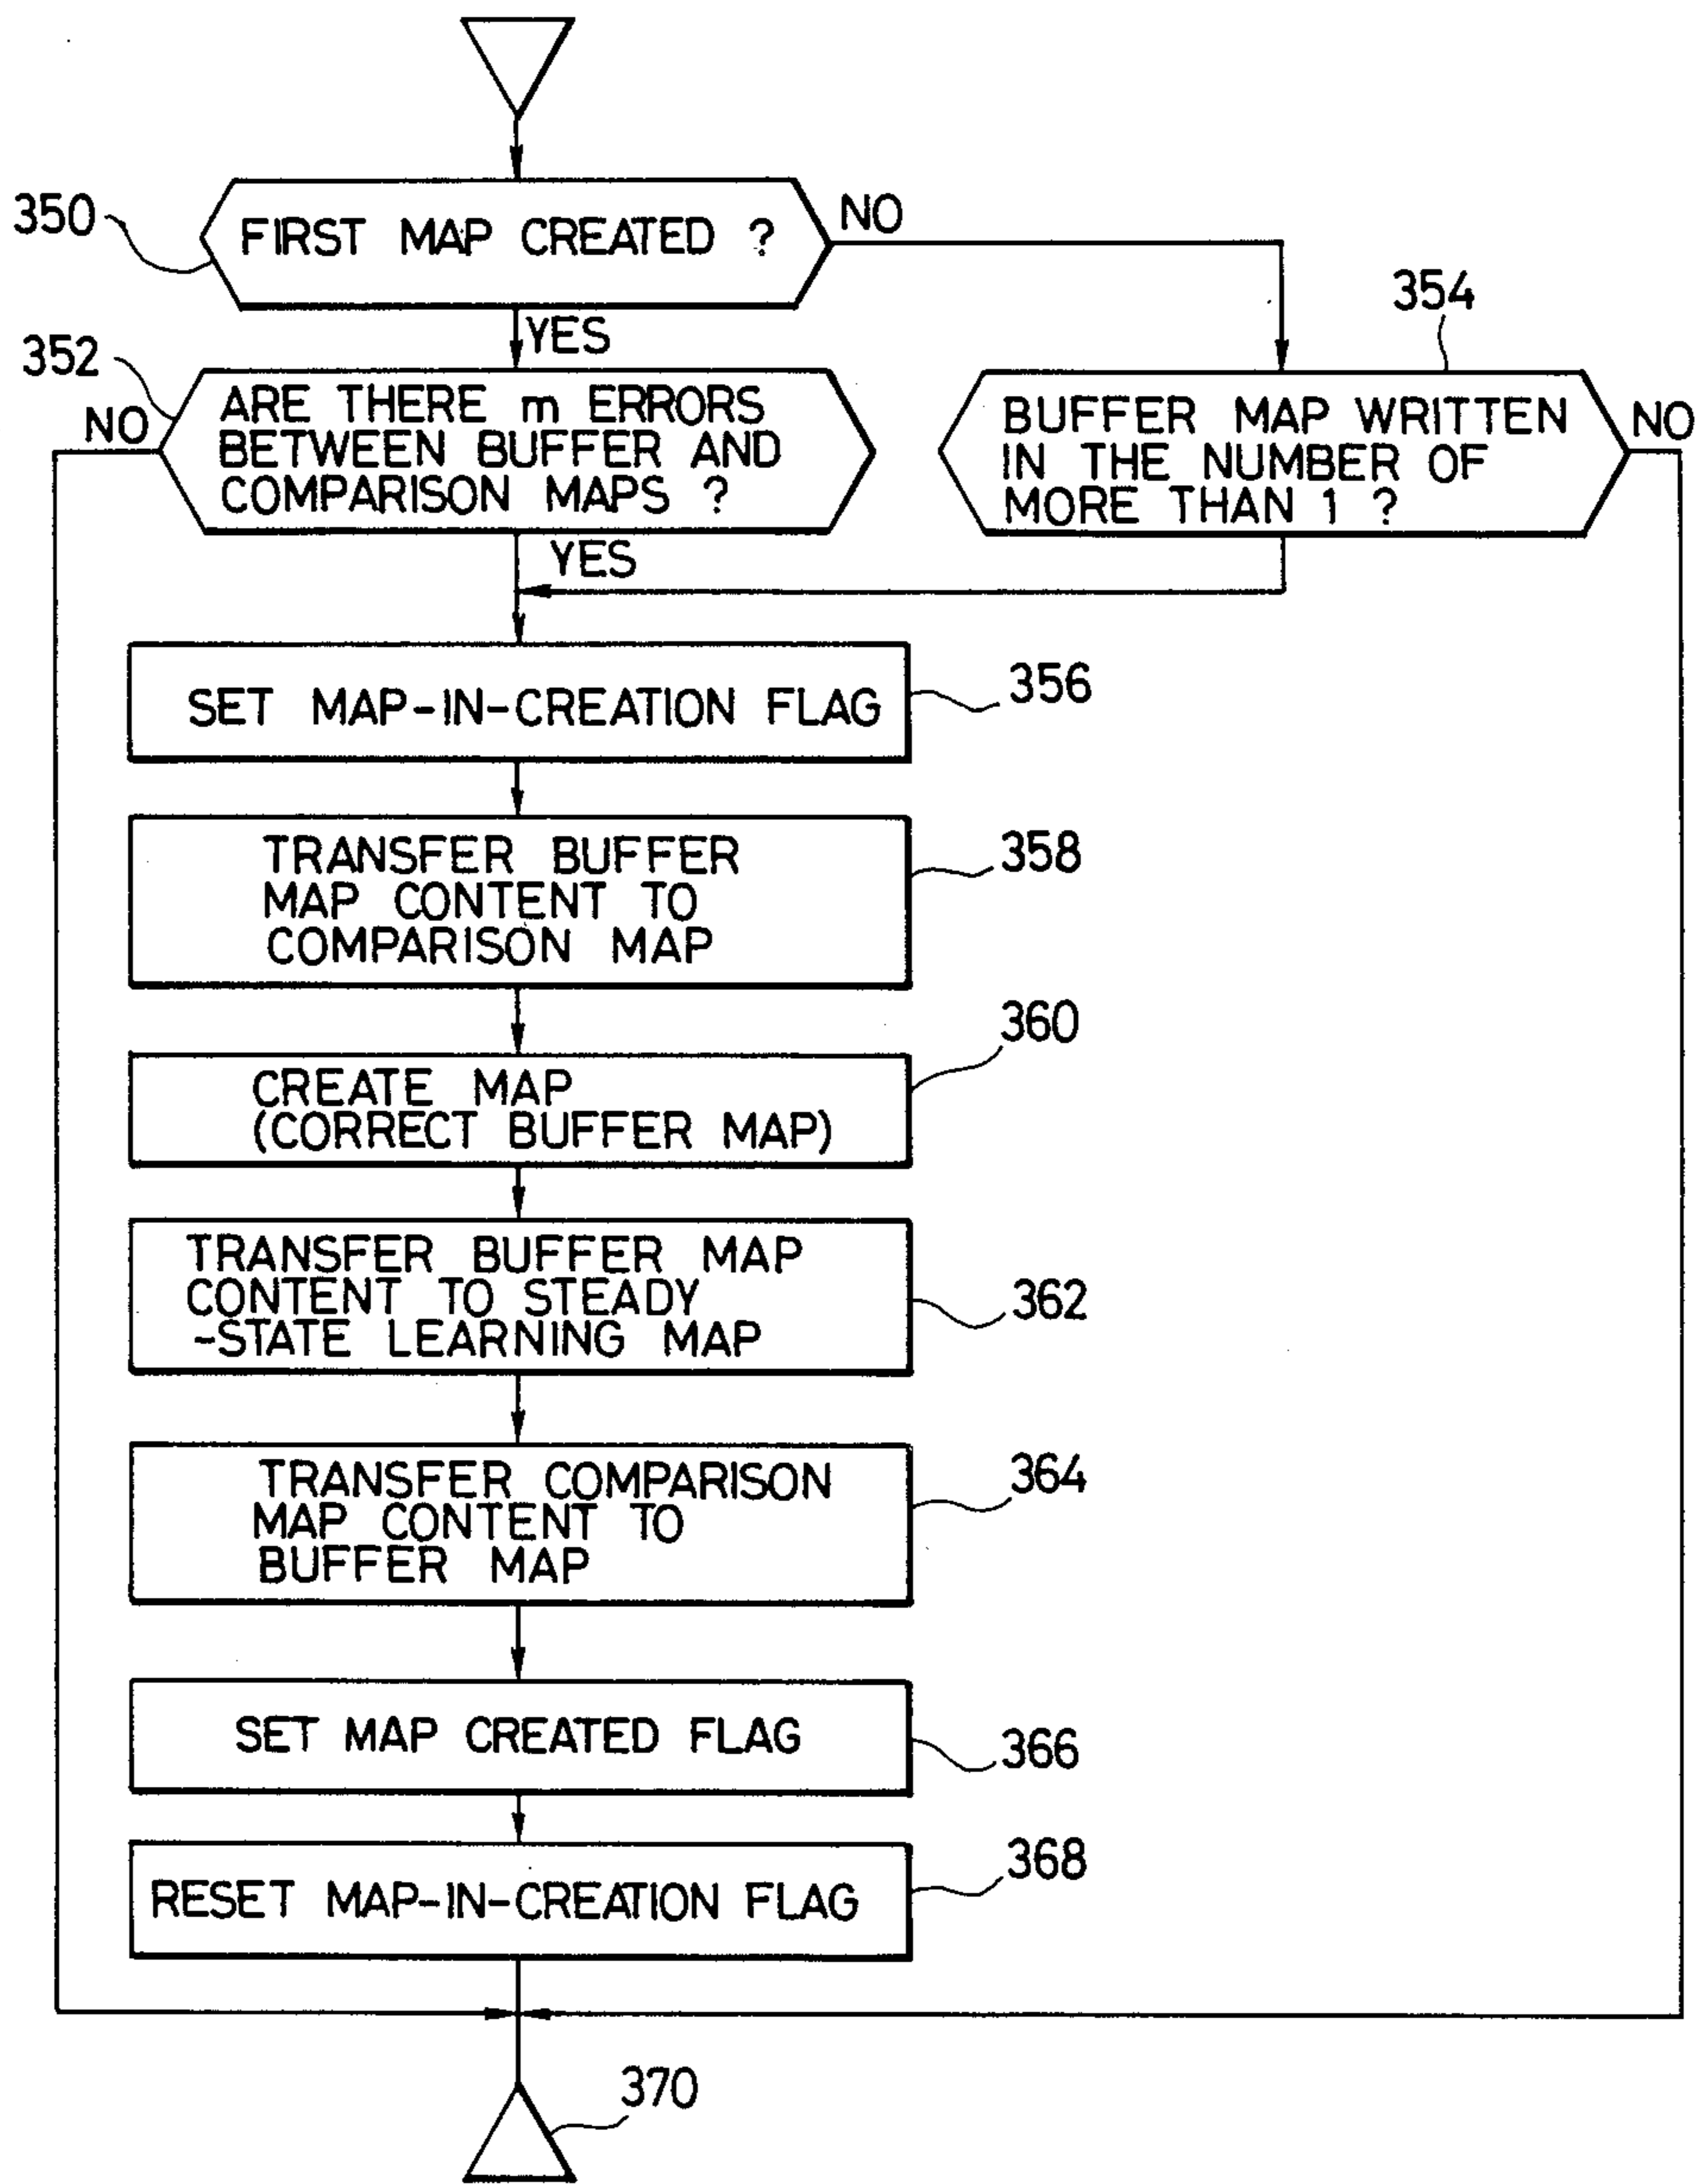 350
FIRST MAP CREATED ?
NO
YES
352
NO
ARE THERE m ERRORS
BETWEEN BUFFER AND
COMPARISON MAPS ?
YES
354
BUFFER MAP WRITTEN
IN THE NUMBER OF
MORE THAN 1 ?
NO
SET MAP-IN-CREATION FLAG
356
TRANSFER BUFFER
MAP CONTENT TO
COMPARISON MAP
358
CREATE MAP
(CORRECT BUFFER MAP)
360
TRANSFER BUFFER MAP
CONTENT TO STEADY
-STATE LEARNING MAP
362
TRANSFER COMPARISON
MAP CONTENT TO
BUFFER MAP
364
SET MAP CREATED FLAG
366
RESET MAP-IN-CREATION FLAG
368
370